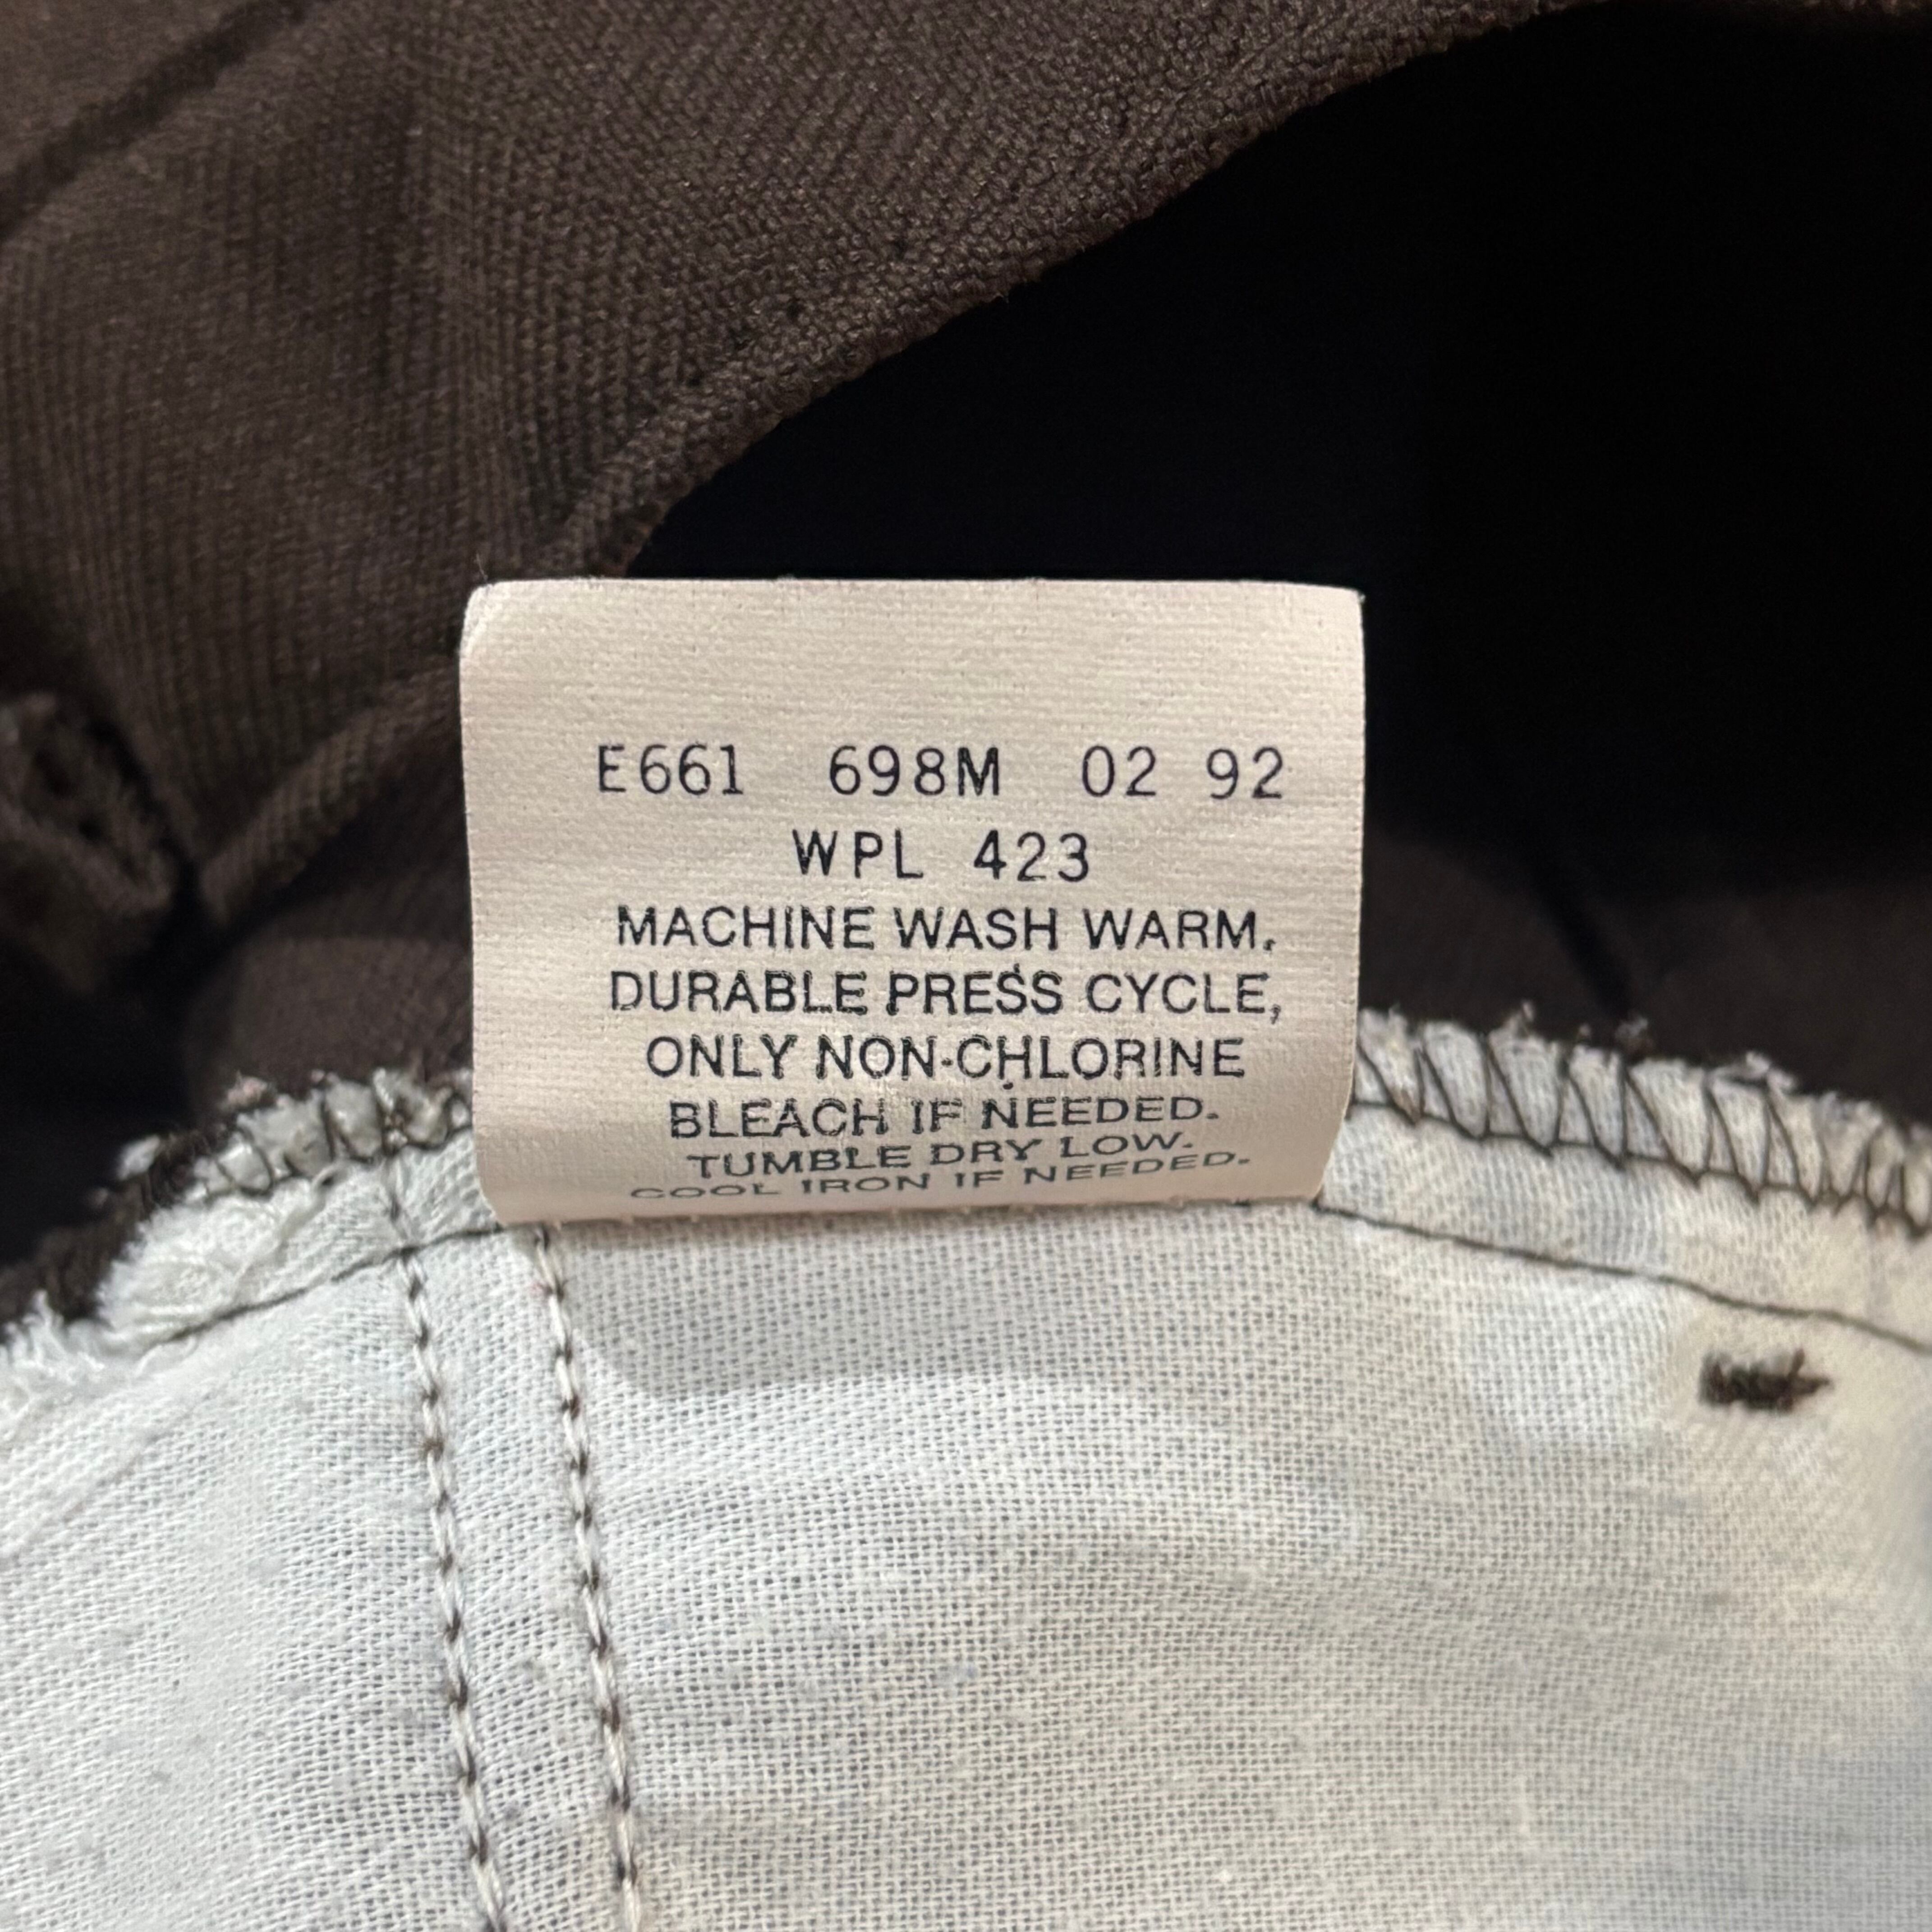 E661 698M 02 92
WPL 423
MACHINE WASH WARM.
DURABLE PRESS CYCLE,
ONLY NON-CHLORINE
BLEACH IF NEEDED.
TUMBLE DRY LOW.
COOL IRON IF NEEDED.